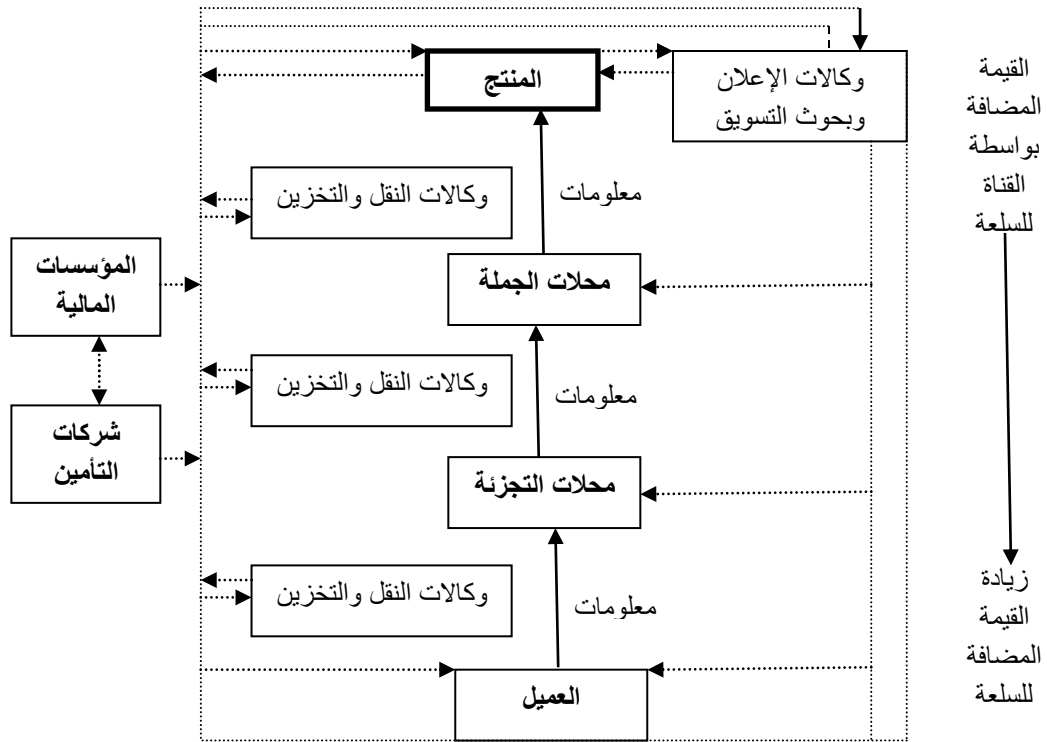 المنتج
وكالات الإعلان
وبحوث التسويق
القيمة
المضافة
بواسطة
القناة
للسلعة
وكالات النقل والتخزين
معلومات
المؤسسات
المالية
محلات الجملة
وكالات النقل والتخزين
معلومات
شركات
التأمين
محلات التجزئة
وكالات النقل والتخزين
معلومات
زيادة
القيمة
المضافة
للسلعة
العميل